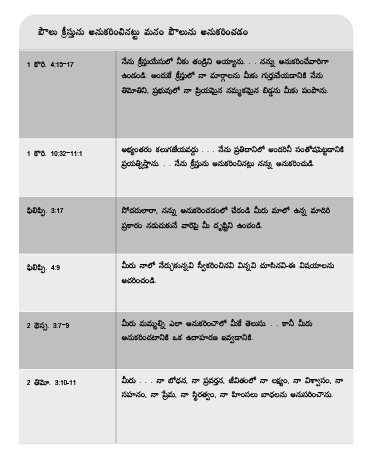 పౌలు క్రీస్తును అనుకరించినట్టు మనం పౌలును అనుకరించడం
1 కొరి. 4:15–17
నేను క్రీస్తుయేసులో నీకు తండ్రిని అయ్యాను. . . నన్ను అనుకరించేవారిగా
ఉండండి. అందుకే క్రీస్తులో నా మార్గాలను మీకు గుర్తుచేయడానికి నేను
తిమోతిని, ప్రభువులో నా ప్రియమైన నమ్మకమైన బిడ్డను మీకు పంపాను.
1 కొరి. 10:32–11:1
అభ్యంతరం కలుగజేయవద్దు . . . నేను ప్రతిదానిలో అందరినీ సంతోషపెట్టడానికి
ప్రయత్నిస్తాను. . . నేను క్రీస్తును అనుకరించినట్లు నన్ను అనుకరించుడి.
ఫిలిప్పి. 3:17
సోదరులారా, నన్ను అనుకరించడంలో చేరండి మీరు మాలో ఉన్న మాదిరి
ప్రకారం నడుచుకునే వారిపై మీ దృష్టిని ఉంచండి.
ఫిలిప్పి. 4:9
మీరు నాలో నేర్చుకున్నవి స్వీకరించినవి విన్నవి చూసినవి-ఈ విషయాలను
ఆచరించండి.
2 థెస్స. 3:7–9
మీరు మమ్మల్ని ఎలా అనుకరించాలో మీకే తెలుసు. . . కానీ మీరు
అనుకరించటానికి ఒక ఉదాహరణ ఇవ్వడానికి.
2 తిమో. 3:10-11
మీరు . . . నా బోధన, నా ప్రవర్తన, జీవితంలో నా లక్ష్యం, నా విశ్వాసం, నా
సహనం, నా ప్రేమ, నా స్థిరత్వం, నా హింసలు బాధలను అనుసరించాను.